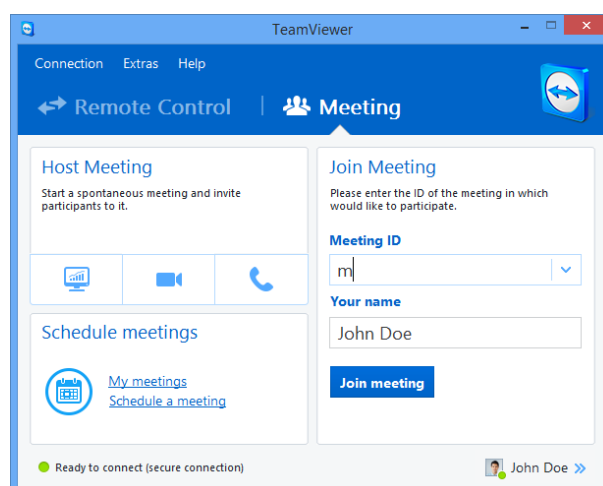 TeamViewer
Connection Extras Help
Remote Control | Meeting
Host Meeting
Start a spontaneous meeting and invite
participants to it.
Schedule meetings
My meetings
Schedule a meeting
Join Meeting
Please enter the ID of the meeting in which
would like to participate.
Meeting ID
m
Your name
John Doe
Join meeting
Ready to connect (secure connection)
John Doe